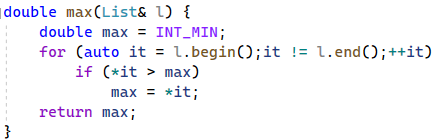 double max(List& l) {
    double max = INT_MIN;
    for (auto it = l.begin();it != l.end();++it)
        if (*it > max)
            max = *it;
    return max;
}